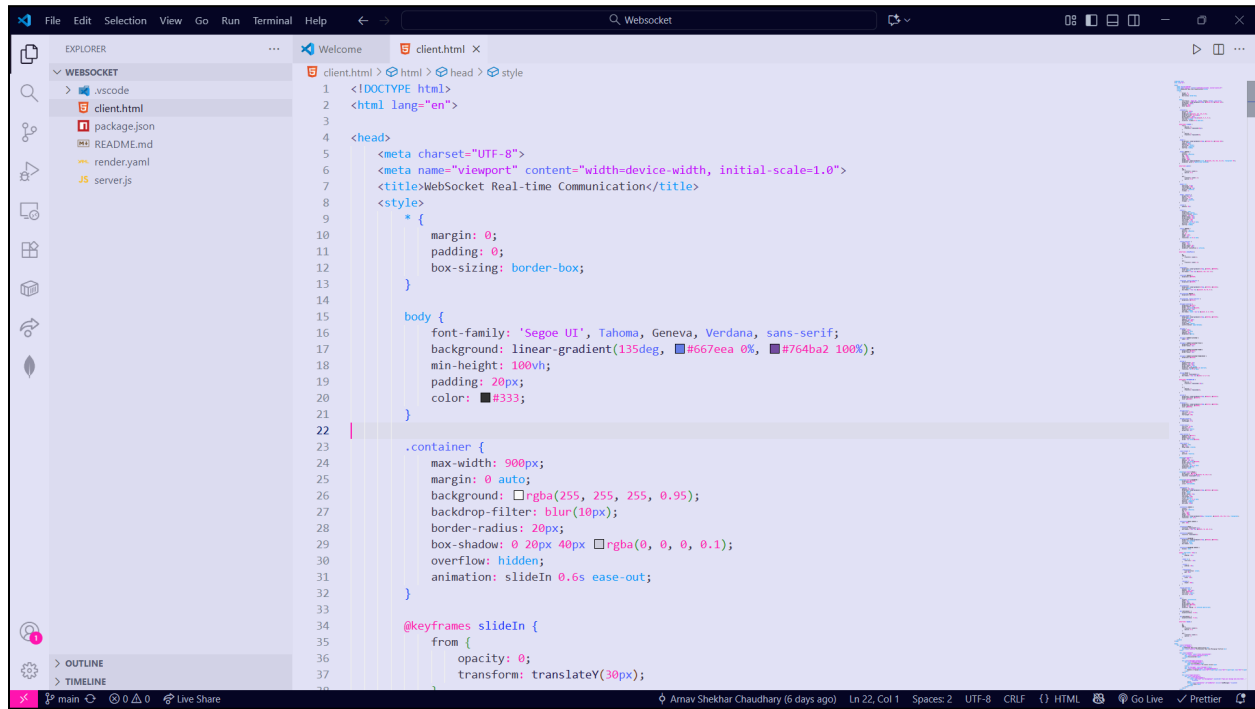 File Edit Selection View Go Run Terminal Help
Websocket
EXPLORER
WEBSOCKET
.vscode
client.html
package.json
README.md
render.yaml
JS server.js
OUTLINE
TIMELINE
Welcome
client.html
client.html > html > head > style
1 <!DOCTYPE html>
2 <html lang="en">
3
4 <head>
5 <meta charset="UTF-8">
6 <meta name="viewport" content="width=device-width, initial-scale=1.0">
7 <title>WebSocket Real-time Communication</title>
8 <style>
9 * {
10 margin: 0;
11 padding: 0;
12 box-sizing: border-box;
13 }
14
15 body {
16 font-family: 'Segoe UI', Tahoma, Geneva, Verdana, sans-serif;
17 background: linear-gradient(135deg, #667eea 0%, #764ba2 100%);
18 min-height: 100vh;
19 padding: 20px;
20 color: #333;
21 }
22
23 .container {
24 max-width: 900px;
25 margin: 0 auto;
26 background: rgba(255, 255, 255, 0.95);
27 backdrop-filter: blur(10px);
28 border-radius: 20px;
29 box-shadow: 0 20px 40px rgba(0, 0, 0, 0.1);
30 overflow: hidden;
31 animation: slideIn 0.6s ease-out;
32 }
33
34 @keyframes slideIn {
35 from {
36 opacity: 0;
37 transform: translateY(30px);
1
main 0 0 Live Share
Arnav Shekhar Chaudhary (6 days ago) Ln 22, Col 1 Spaces: 2 UTF-8 CRLF {} HTML Go Live Prettier